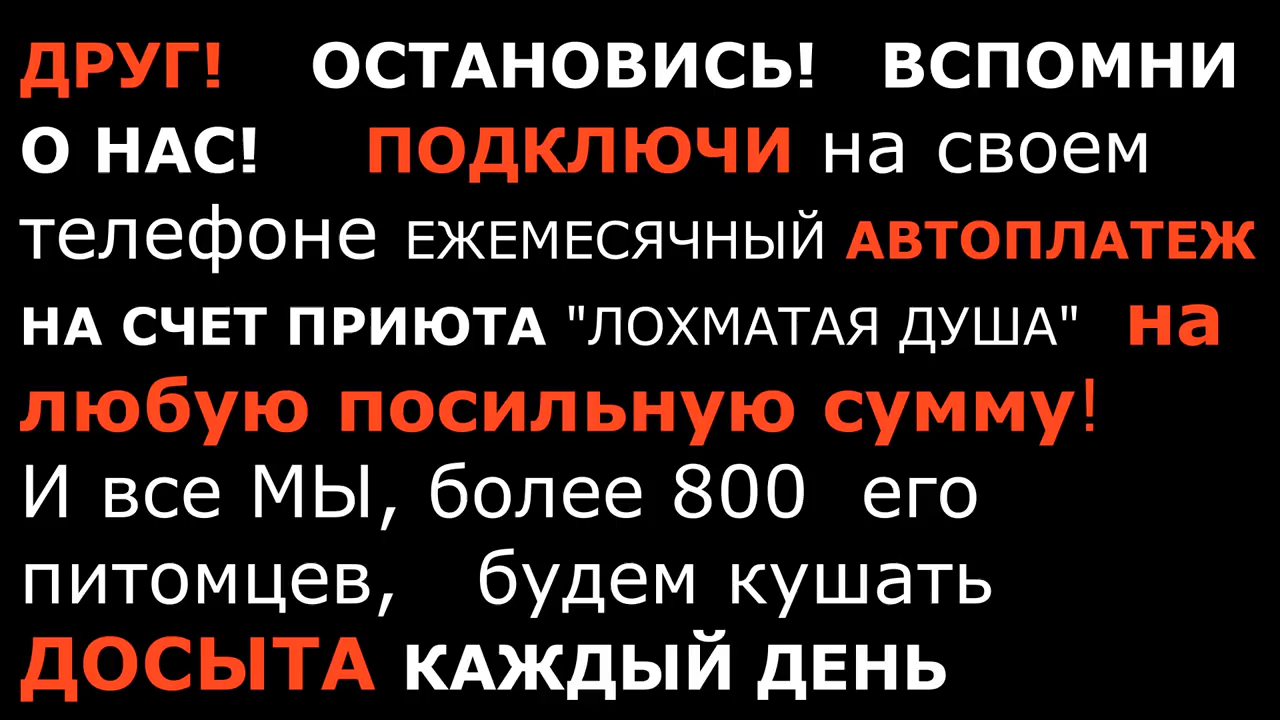 ДРУГ! ОСТАНОВИСЬ! ВСПОМНИ
О НАС! ПОДКЛЮЧИ на своем
телефоне ЕЖЕМЕСЯЧНЫЙ АВТОПЛАТЕЖ
НА СЧЕТ ПРИЮТА "ЛОХМАТАЯ ДУША" на
любую посильную сумму!
И все МЫ, более 800 его
питомцев, будем кушать
ДОСЫТА КАЖДЫЙ ДЕНЬ